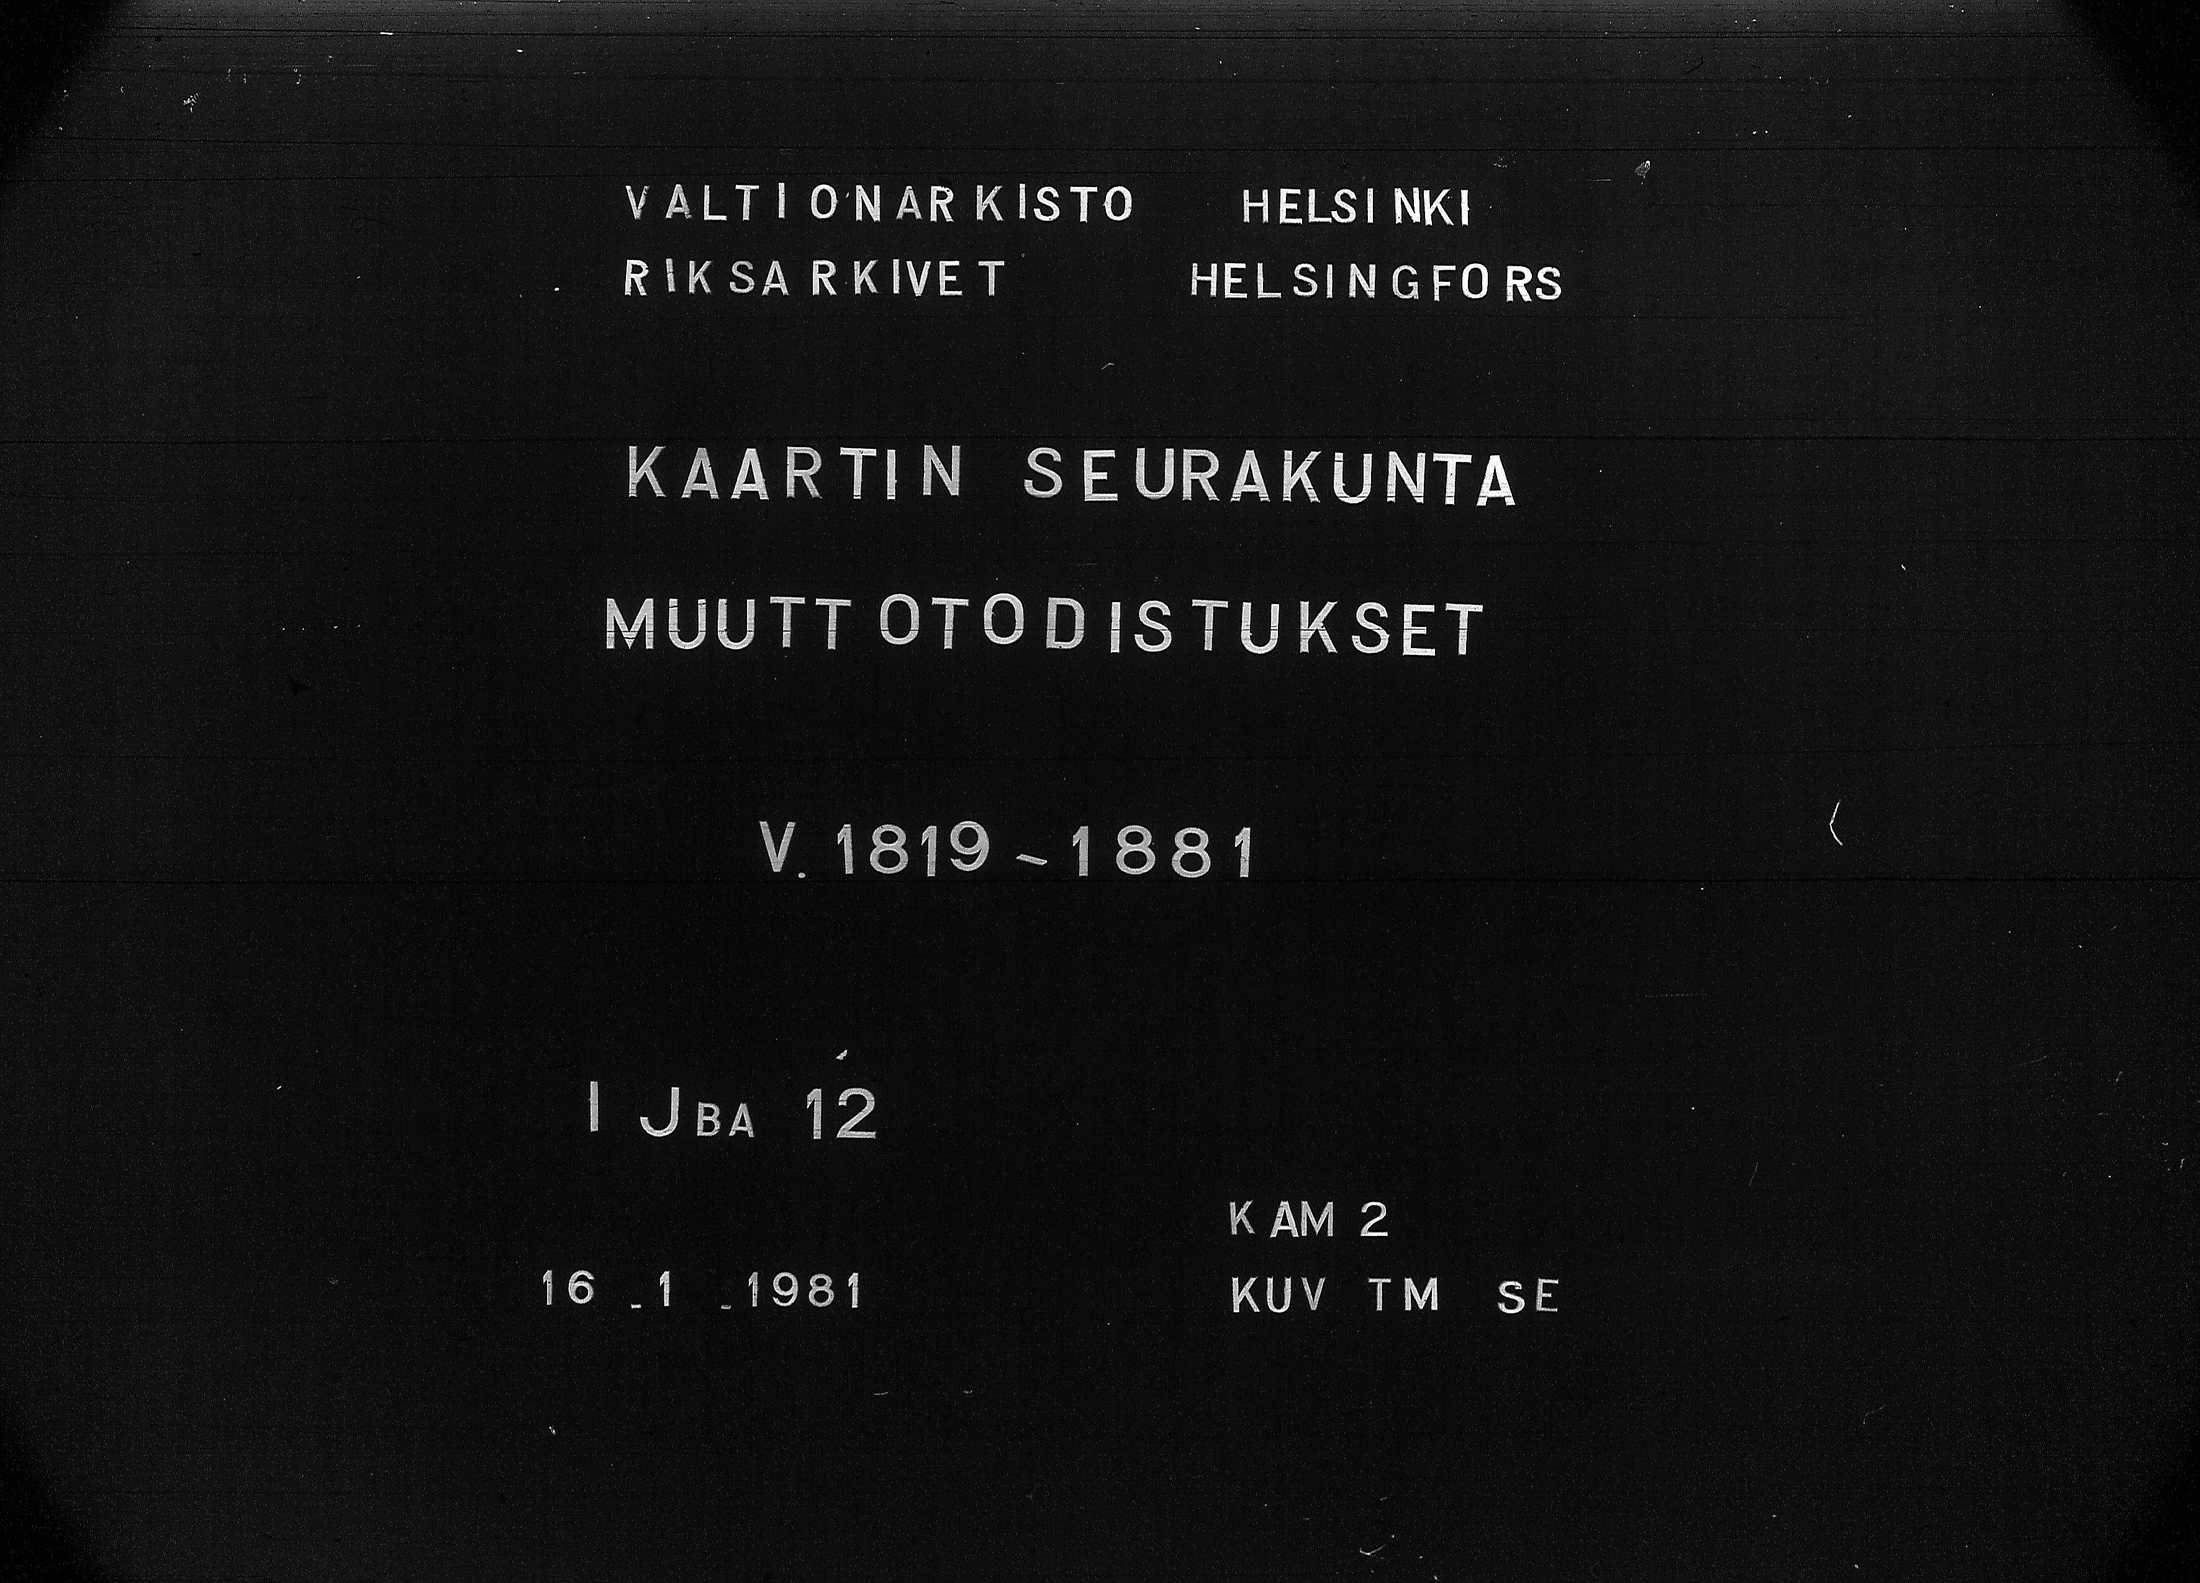 VALTIONARKISTO HELSINKI
RIKSARKIVET HELSINGFORS
KAARTIN SEURAKUNTA
MUUTTOTODISTUKSET
V. 1819-1881
I JBA 12
KAM 2
16.1.1981 KUV TM SE